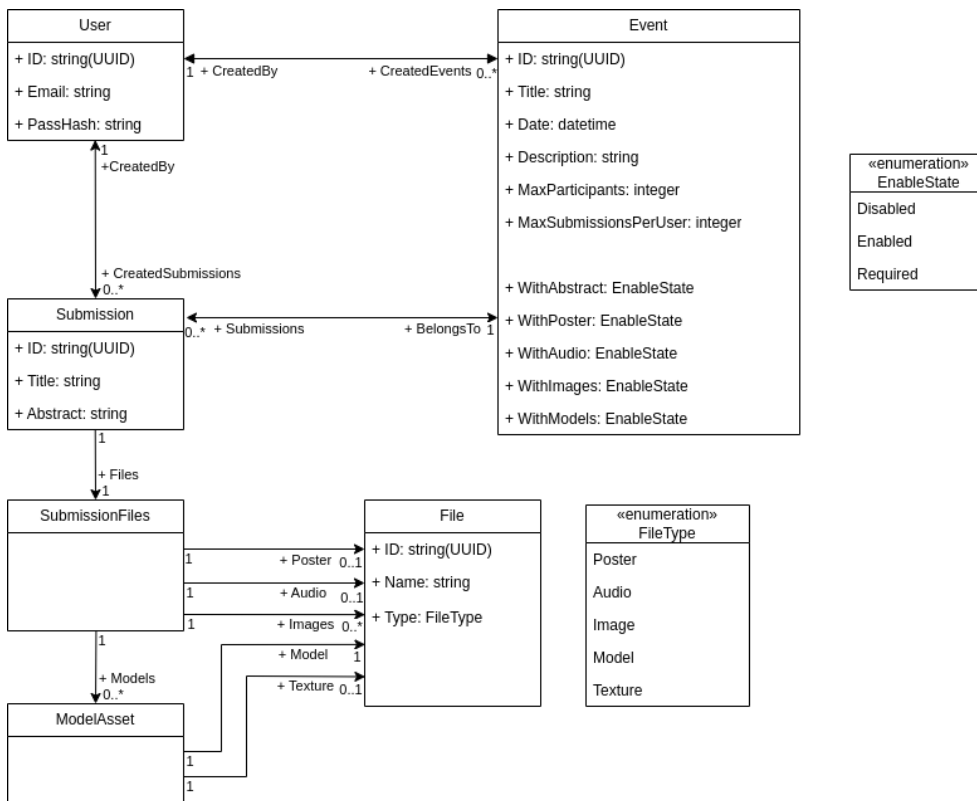 User
+ ID: string(UUID)
+ Email: string
+ PassHash: string
1 + CreatedBy
+ CreatedEvents 0..*
Event
+ ID: string(UUID)
+ Title: string
+ Date: datetime
+ Description: string
+ MaxParticipants: integer
+ MaxSubmissionsPerUser: integer
+ WithAbstract: EnableState
+ WithPoster: EnableState
+ WithAudio: EnableState
+ WithImages: EnableState
+ WithModels: EnableState
«enumeration»
EnableState
Disabled
Enabled
Required
1
+CreatedBy
+ CreatedSubmissions
0..*
Submission
+ ID: string(UUID)
+ Title: string
+ Abstract: string
0..* + Submissions
+ BelongsTo 1
1
+ Files
1
SubmissionFiles
1
+ Poster 0..1
1
+ Audio 0..1
1
+ Images 0..*
File
+ ID: string(UUID)
+ Name: string
+ Type: FileType
«enumeration»
FileType
Poster
Audio
Image
Model
Texture
1
+ Models
0..*
ModelAsset
+ Model 1
1
+ Texture 0..1
1